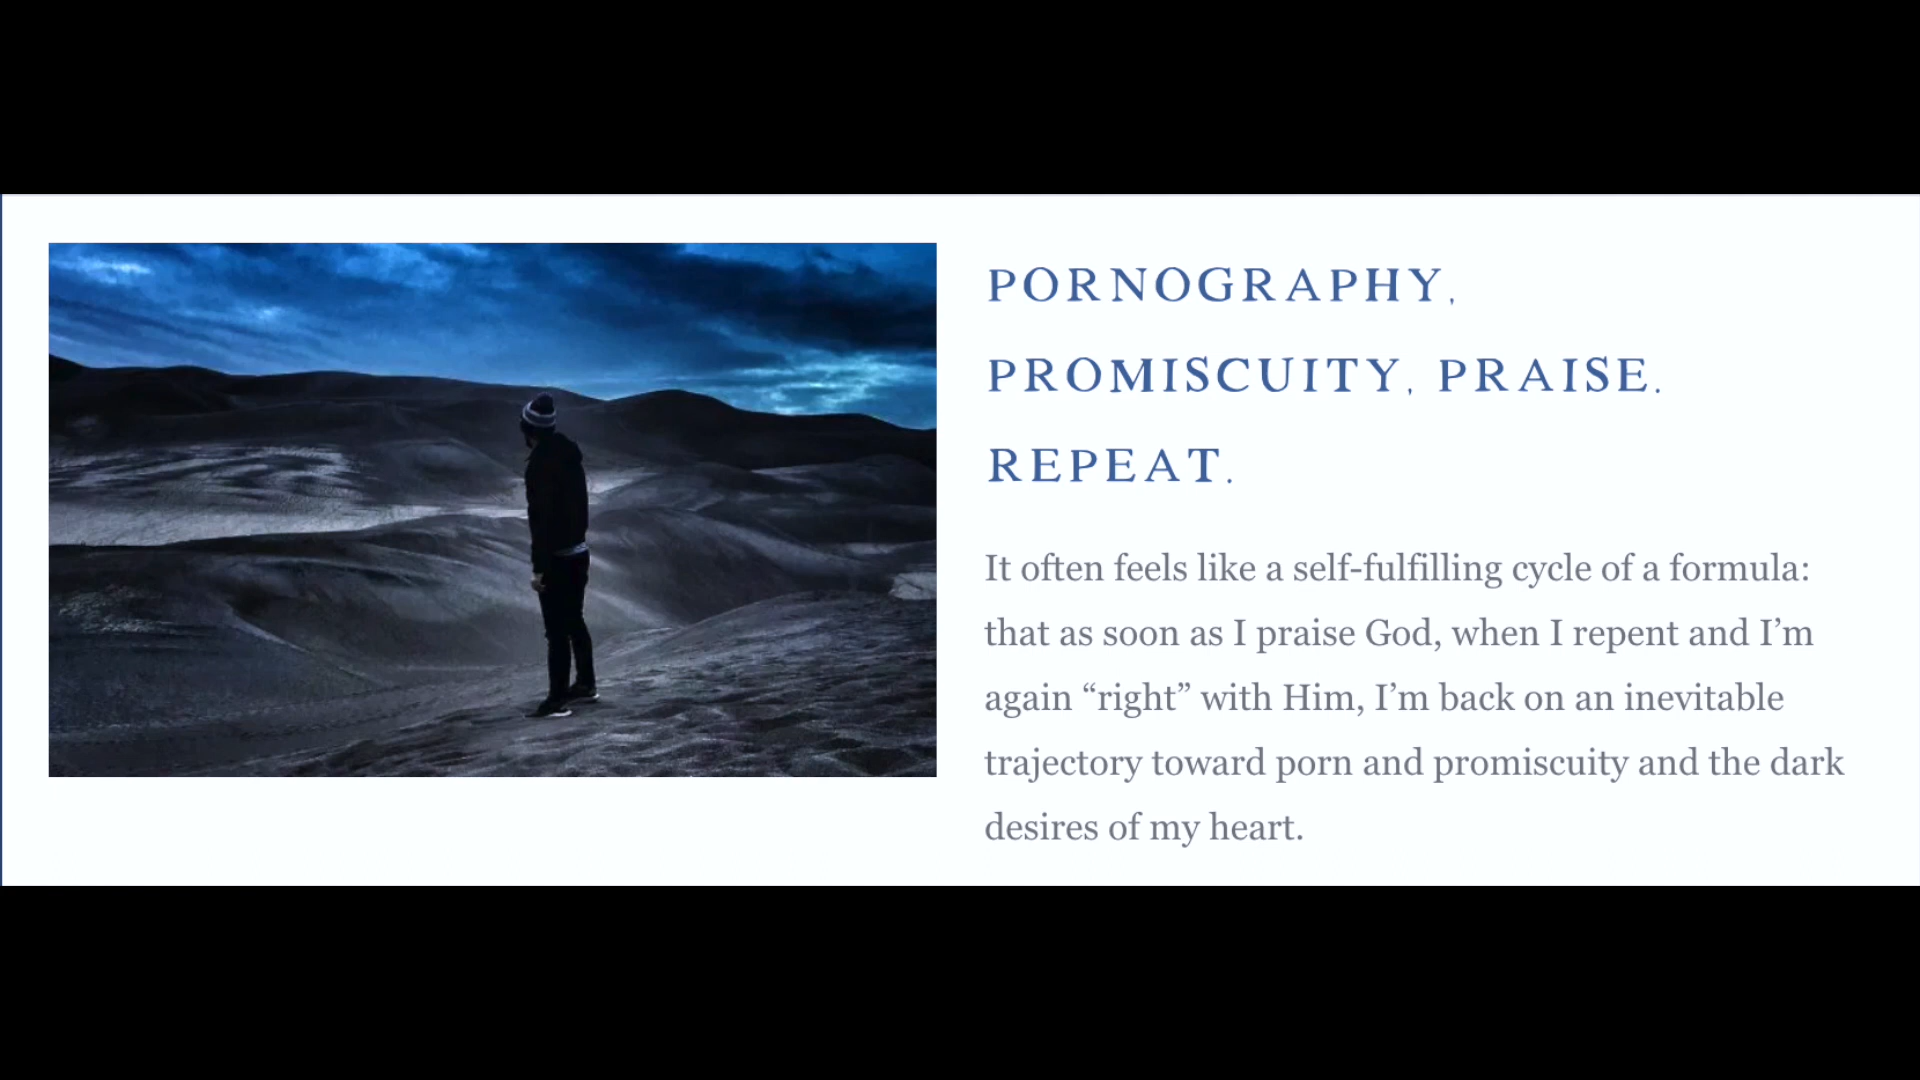 PORNOGRAPHY,
PROMISCUITY, PRAISE.
REPEAT.
It often feels like a self-fulfilling cycle of a formula:
that as soon as I praise God, when I repent and I’m
again “right” with Him, I’m back on an inevitable
trajectory toward porn and promiscuity and the dark
desires of my heart.